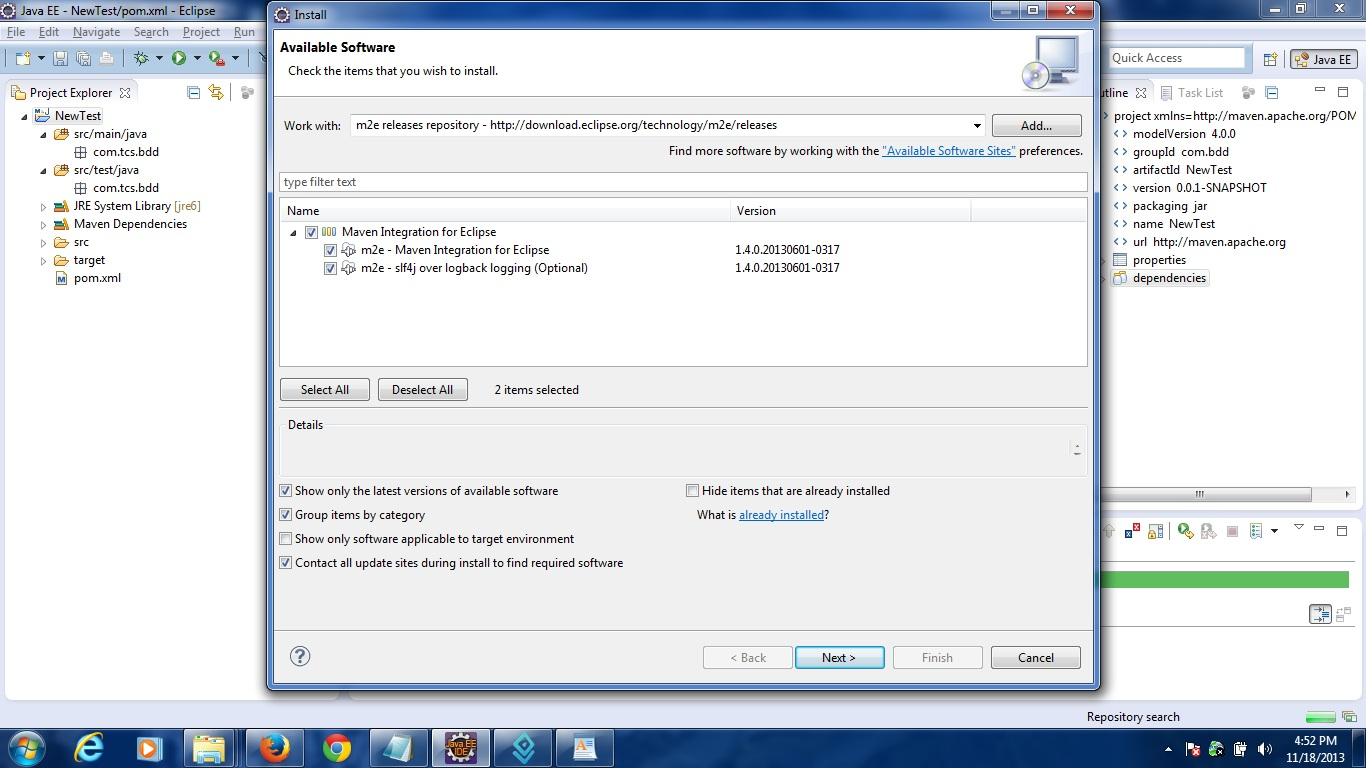 Java EE - NewTest/pom.xml - Eclipse
File Edit Navigate Search Project Run
Quick Access
Java EE
Project Explorer
NewTest
src/main/java
com.tcs.bdd
src/test/java
com.tcs.bdd
JRE System Library [jre6]
Maven Dependencies
src
target
pom.xml
Install
Available Software
Check the items that you wish to install.
Work with: m2e releases repository - http://download.eclipse.org/technology/m2e/releases Add...
Find more software by working with the "Available Software Sites" preferences.
type filter text
Name Version
Maven Integration for Eclipse
m2e - Maven Integration for Eclipse 1.4.0.20130601-0317
m2e - slf4j over logback logging (Optional) 1.4.0.20130601-0317
Select All Deselect All 2 items selected
Details
Show only the latest versions of available software
Hide items that are already installed
Group items by category
What is already installed?
Show only software applicable to target environment
Contact all update sites during install to find required software
< Back Next > Finish Cancel
utline Task List
project xmlns=http://maven.apache.org/POM
modelVersion 4.0.0
groupId com.bdd
artifactId NewTest
version 0.0.1-SNAPSHOT
packaging jar
name NewTest
url http://maven.apache.org
properties
dependencies
Repository search
Java EE
IDE
4:52 PM
11/18/2013